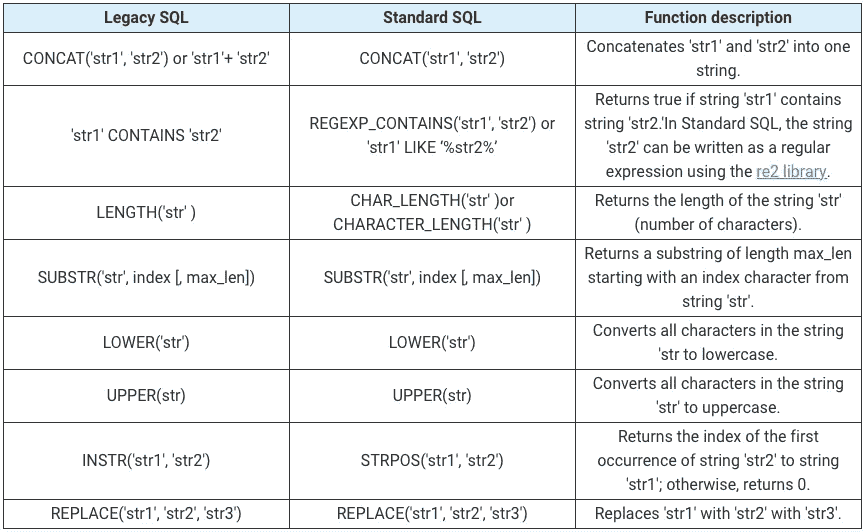 Legacy SQL
Standard SQL
Function description
CONCAT('str1', 'str2') or 'str1'+ 'str2'
CONCAT('str1', 'str2')
Concatenates 'str1' and 'str2' into one
string.
'str1' CONTAINS 'str2'
REGEXP_CONTAINS('str1', 'str2') or
'str1' LIKE ‘%str2%’
Returns true if string 'str1' contains
string 'str2.'In Standard SQL, the string
'str2' can be written as a regular
expression using the re2 library.
LENGTH('str' )
CHAR_LENGTH('str' )or
CHARACTER_LENGTH('str' )
Returns the length of the string 'str'
(number of characters).
SUBSTR('str', index [, max_len])
SUBSTR('str', index [, max_len])
Returns a substring of length max_len
starting with an index character from
string 'str'.
LOWER('str')
LOWER('str')
Converts all characters in the string
'str to lowercase.
UPPER(str)
UPPER(str)
Converts all characters in the string
'str' to uppercase.
INSTR('str1', 'str2')
STRPOS('str1', 'str2')
Returns the index of the first
occurrence of string 'str2' to string
'str1'; otherwise, returns 0.
REPLACE('str1', 'str2', 'str3')
REPLACE('str1', 'str2', 'str3')
Replaces 'str1' with 'str2' with 'str3'.